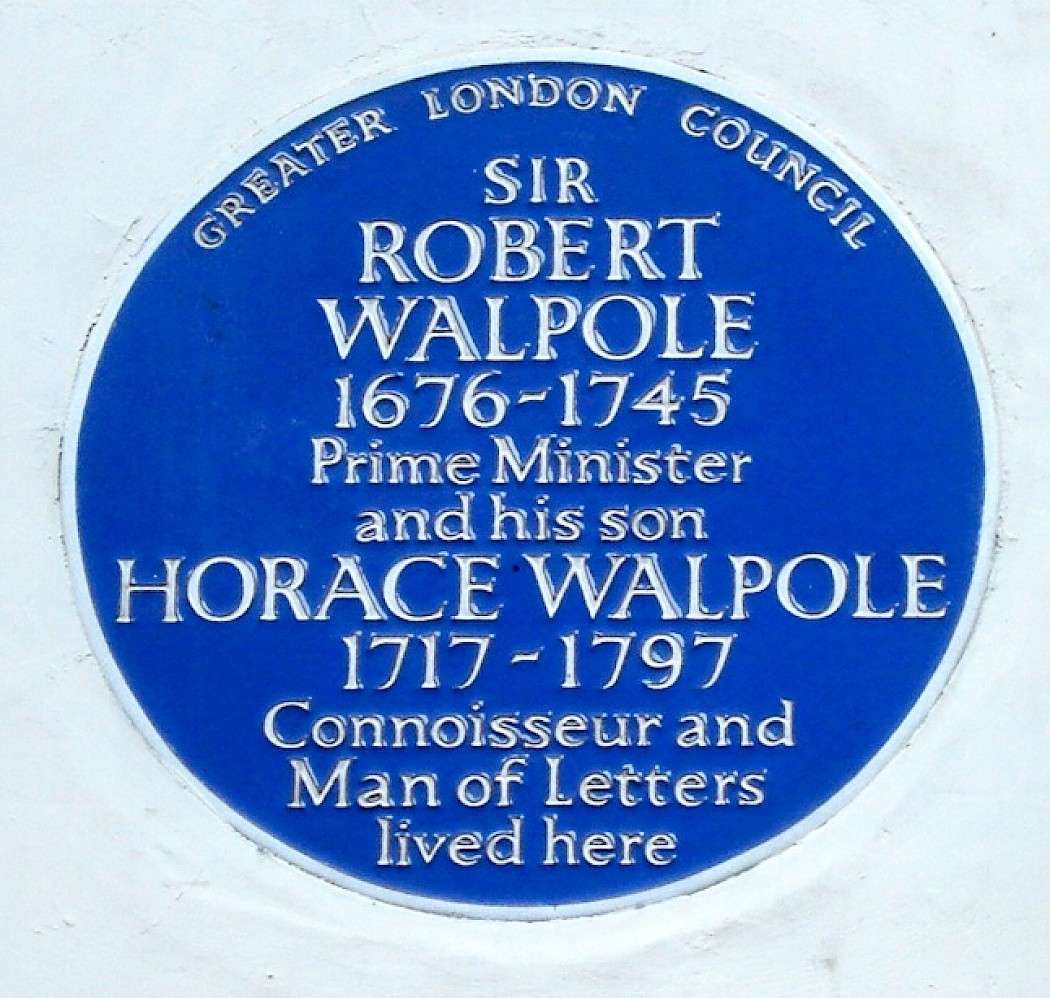 GREATER LONDON COUNCIL
SIR
ROBERT
WALPOLE
1676-1745
Prime Minister
and his son
HORACE WALPOLE
1717-1797
Connoisseur and
Man of Letters
lived here